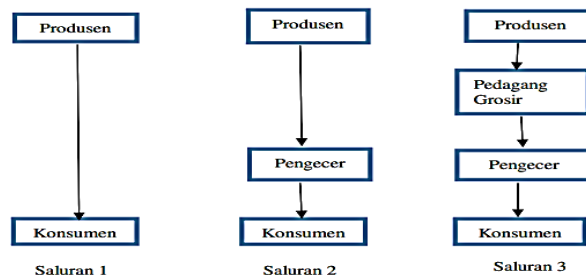 Produsen
Konsumen
Saluran 1
Produsen
Pengecer
Konsumen
Saluran 2
Produsen
Pedagang
Grosir
Pengecer
Konsumen
Saluran 3